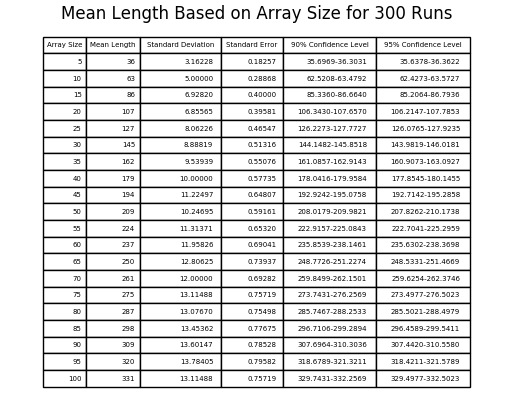 Mean Length Based on Array Size for 300 Runs
Array Size Mean Length Standard Deviation Standard Error 90% Confidence Level 95% Confidence Level
5 36 3.16228 0.18257 35.6969-36.3031 35.6378-36.3622
10 63 5.00000 0.28868 62.5208-63.4792 62.4273-63.5727
15 86 6.92820 0.40000 85.3360-86.6640 85.2064-86.7936
20 107 6.85565 0.39581 106.3430-107.6570 106.2147-107.7853
25 127 8.06226 0.46547 126.2273-127.7727 126.0765-127.9235
30 145 8.88819 0.51316 144.1482-145.8518 143.9819-146.0181
35 162 9.53939 0.55076 161.0857-162.9143 160.9073-163.0927
40 179 10.00000 0.57735 178.0416-179.9584 177.8545-180.1455
45 194 11.22497 0.64807 192.9242-195.0758 192.7142-195.2858
50 209 10.24695 0.59161 208.0179-209.9821 207.8262-210.1738
55 224 11.31371 0.65320 222.9157-225.0843 222.7041-225.2959
60 237 11.95826 0.69041 235.8539-238.1461 235.6302-238.3698
65 250 12.80625 0.73937 248.7726-251.2274 248.5331-251.4669
70 261 12.00000 0.69282 259.8499-262.1501 259.6254-262.3746
75 275 13.11488 0.75719 273.7431-276.2569 273.4977-276.5023
80 287 13.07670 0.75498 285.7467-288.2533 285.5021-288.4979
85 298 13.45362 0.77675 296.7106-299.2894 296.4589-299.5411
90 309 13.60147 0.78528 307.6964-310.3036 307.4420-310.5580
95 320 13.78405 0.79582 318.6789-321.3211 318.4211-321.5789
100 331 13.11488 0.75719 329.7431-332.2569 329.4977-332.5023